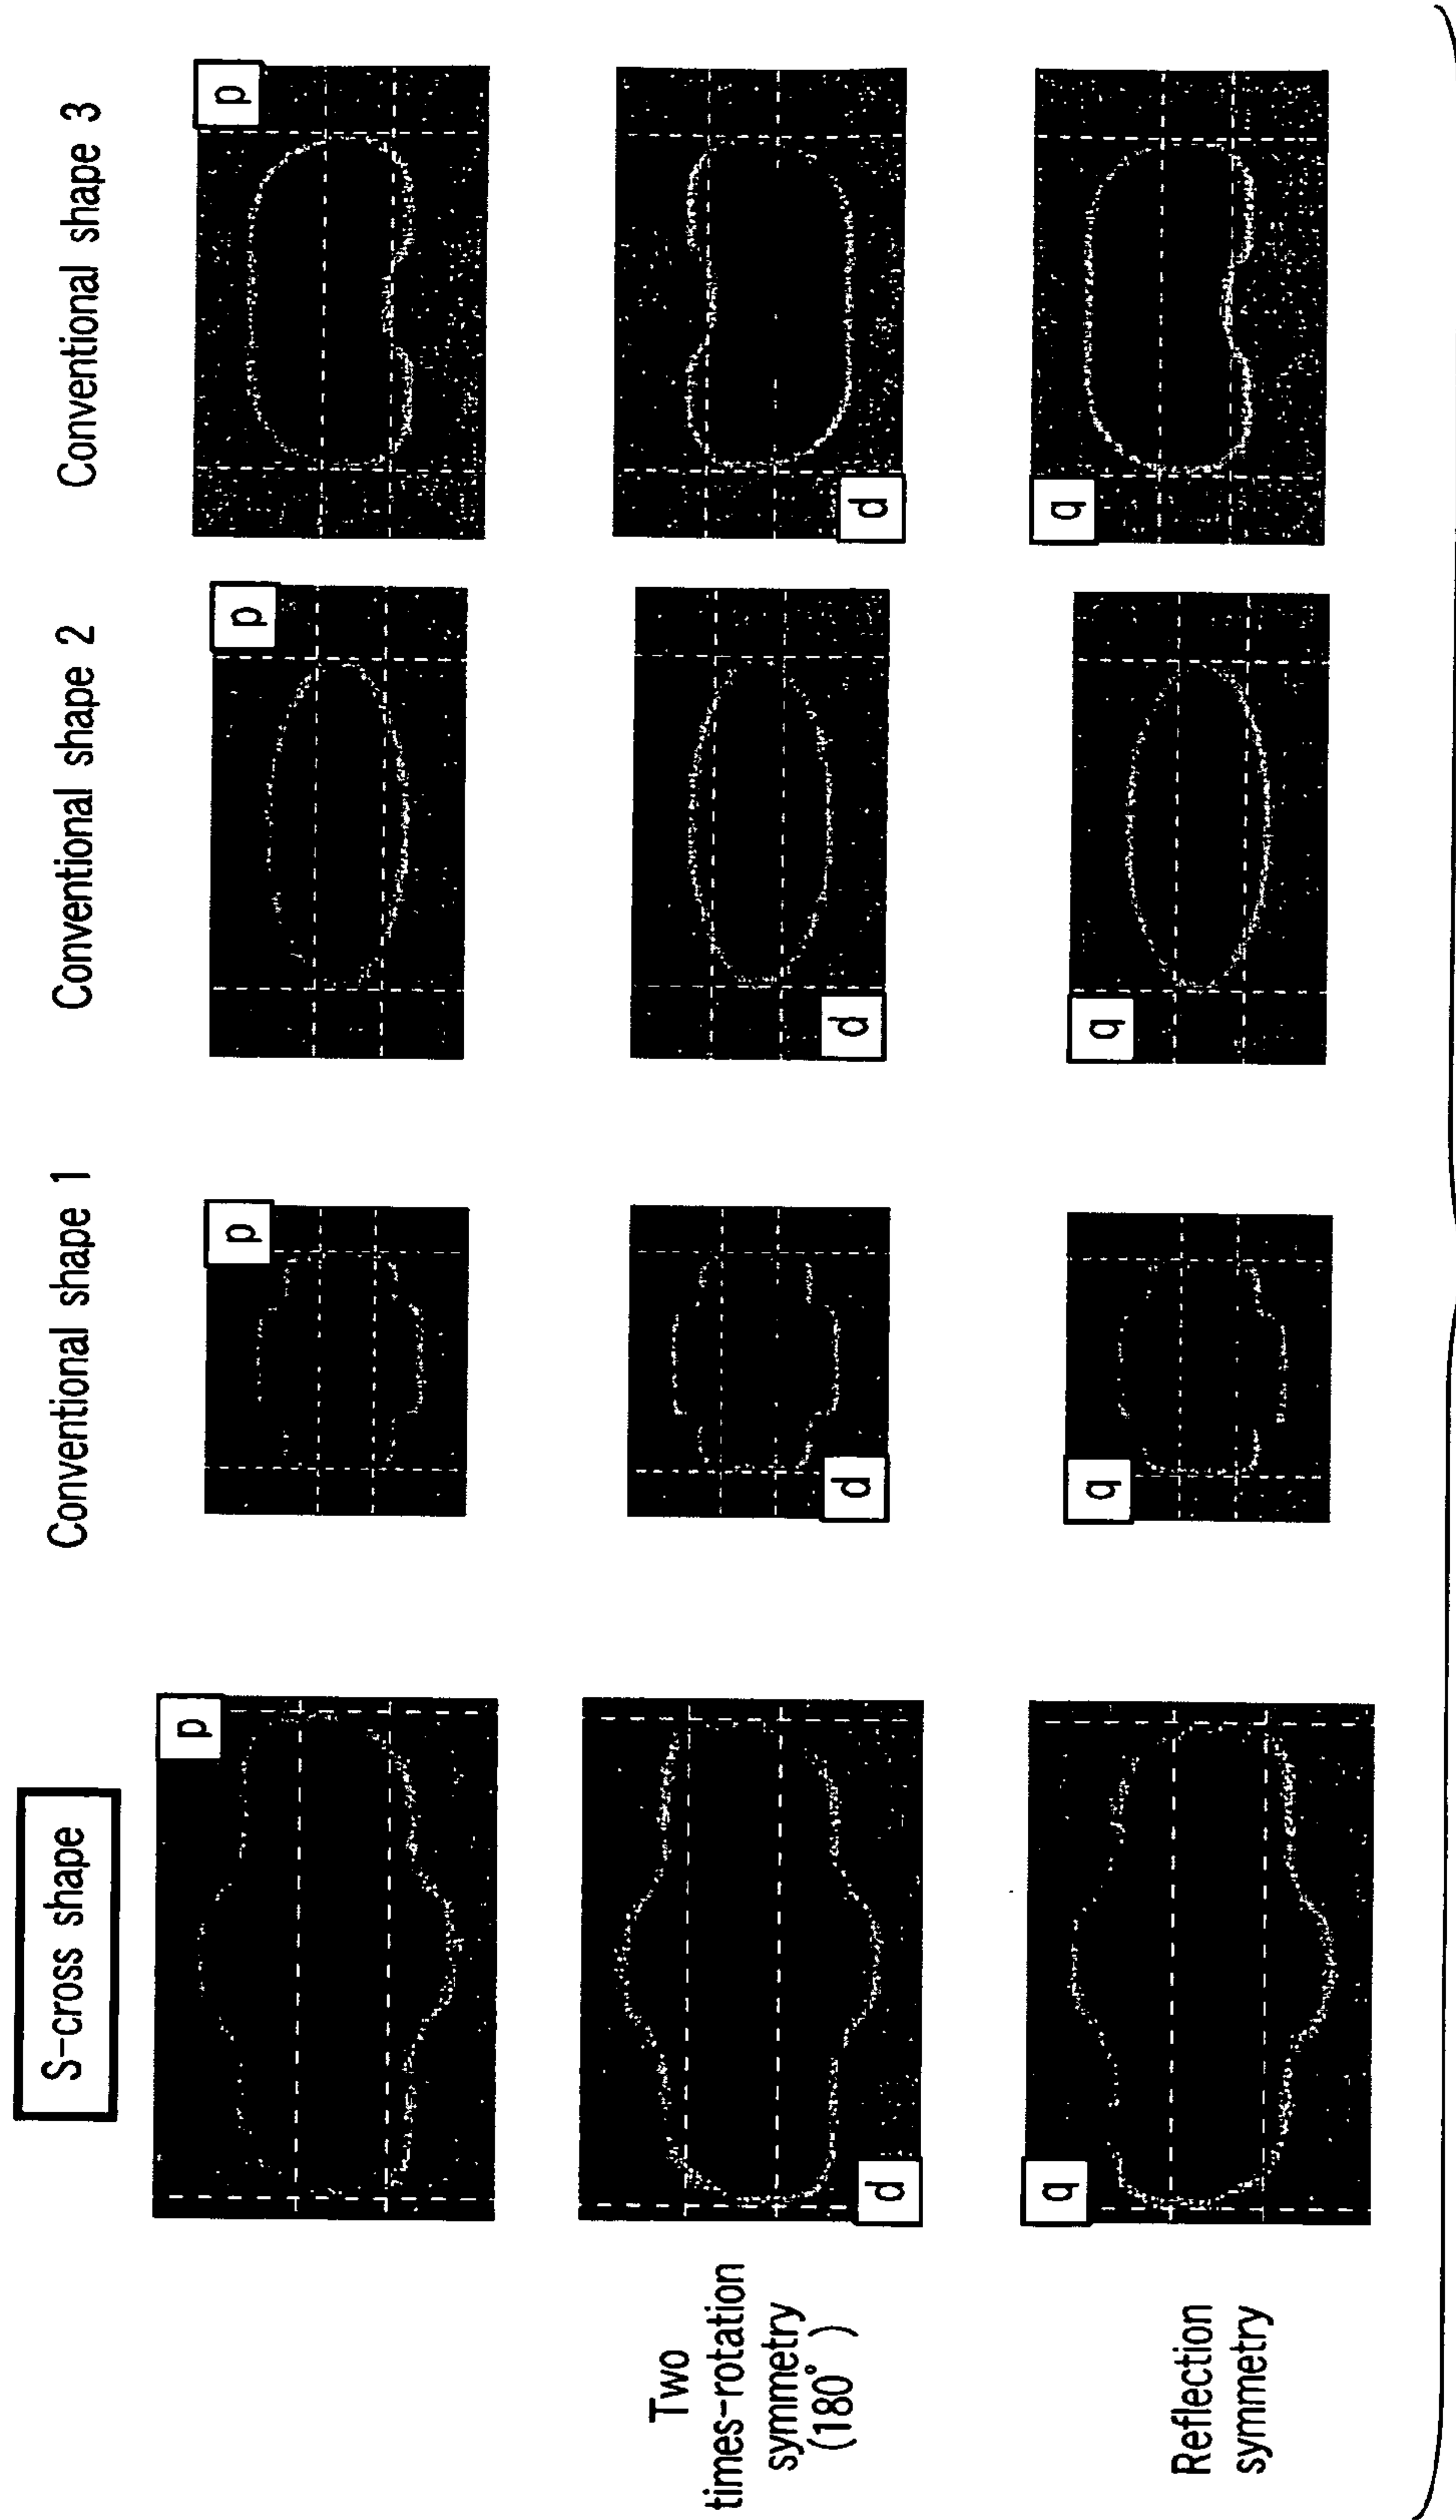 S-cross shape
Conventional shape 1
Conventional shape 2
Conventional shape 3
p
p
p
p
Two
times-rotation
symmetry
(180°)
d
d
d
d
Reflection
symmetry
q
q
q
q